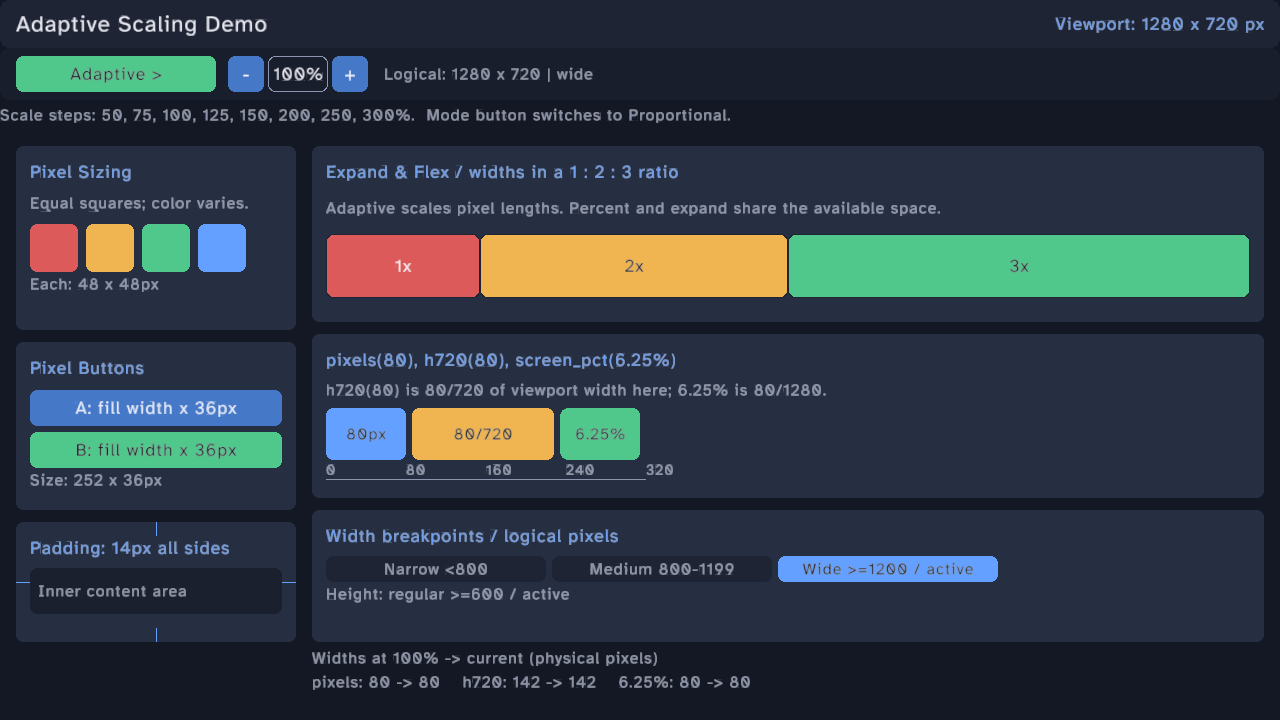 Adaptive Scaling Demo
Viewport: 1280 x 720 px
Adaptive >
-
100%
+
Logical: 1280 x 720 | wide
Scale steps: 50, 75, 100, 125, 150, 200, 250, 300%.  Mode button switches to Proportional.
Pixel Sizing
Equal squares; color varies.
Each: 48 x 48px
Pixel Buttons
A: fill width x 36px
B: fill width x 36px
Size: 252 x 36px
Padding: 14px all sides
Inner content area
Expand & Flex / widths in a 1 : 2 : 3 ratio
Adaptive scales pixel lengths. Percent and expand share the available space.
1x
2x
3x
pixels(80), h720(80), screen_pct(6.25%)
h720(80) is 80/720 of viewport width here; 6.25% is 80/1280.
80px
80/720
6.25%
0 80 160 240 320
Width breakpoints / logical pixels
Narrow <800
Medium 800-1199
Wide >=1200 / active
Height: regular >=600 / active
Widths at 100% -> current (physical pixels)
pixels: 80 -> 80 h720: 142 -> 142 6.25%: 80 -> 80